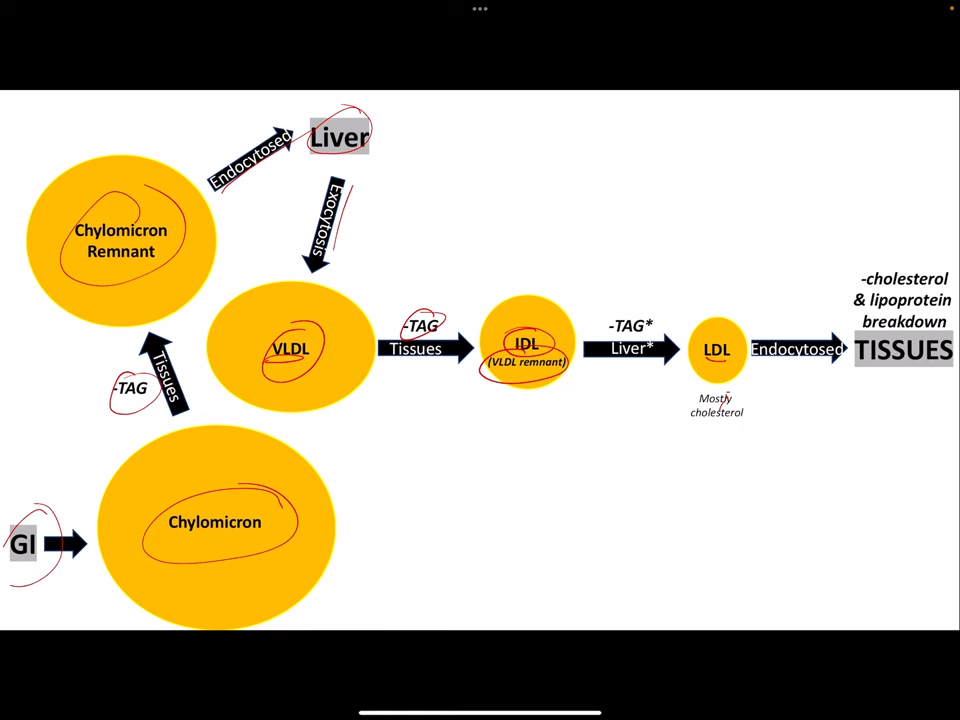 Liver
Endocytosed
Exocytosis
Chylomicron
Remnant
-cholesterol
& lipoprotein
breakdown
TISSUES
-TAG
Tissues
VLDL
-TAG
Tissues
IDL
(VLDL remnant)
-TAG*
Liver*
LDL
Mostly
cholesterol
Endocytosed
Chylomicron
GI